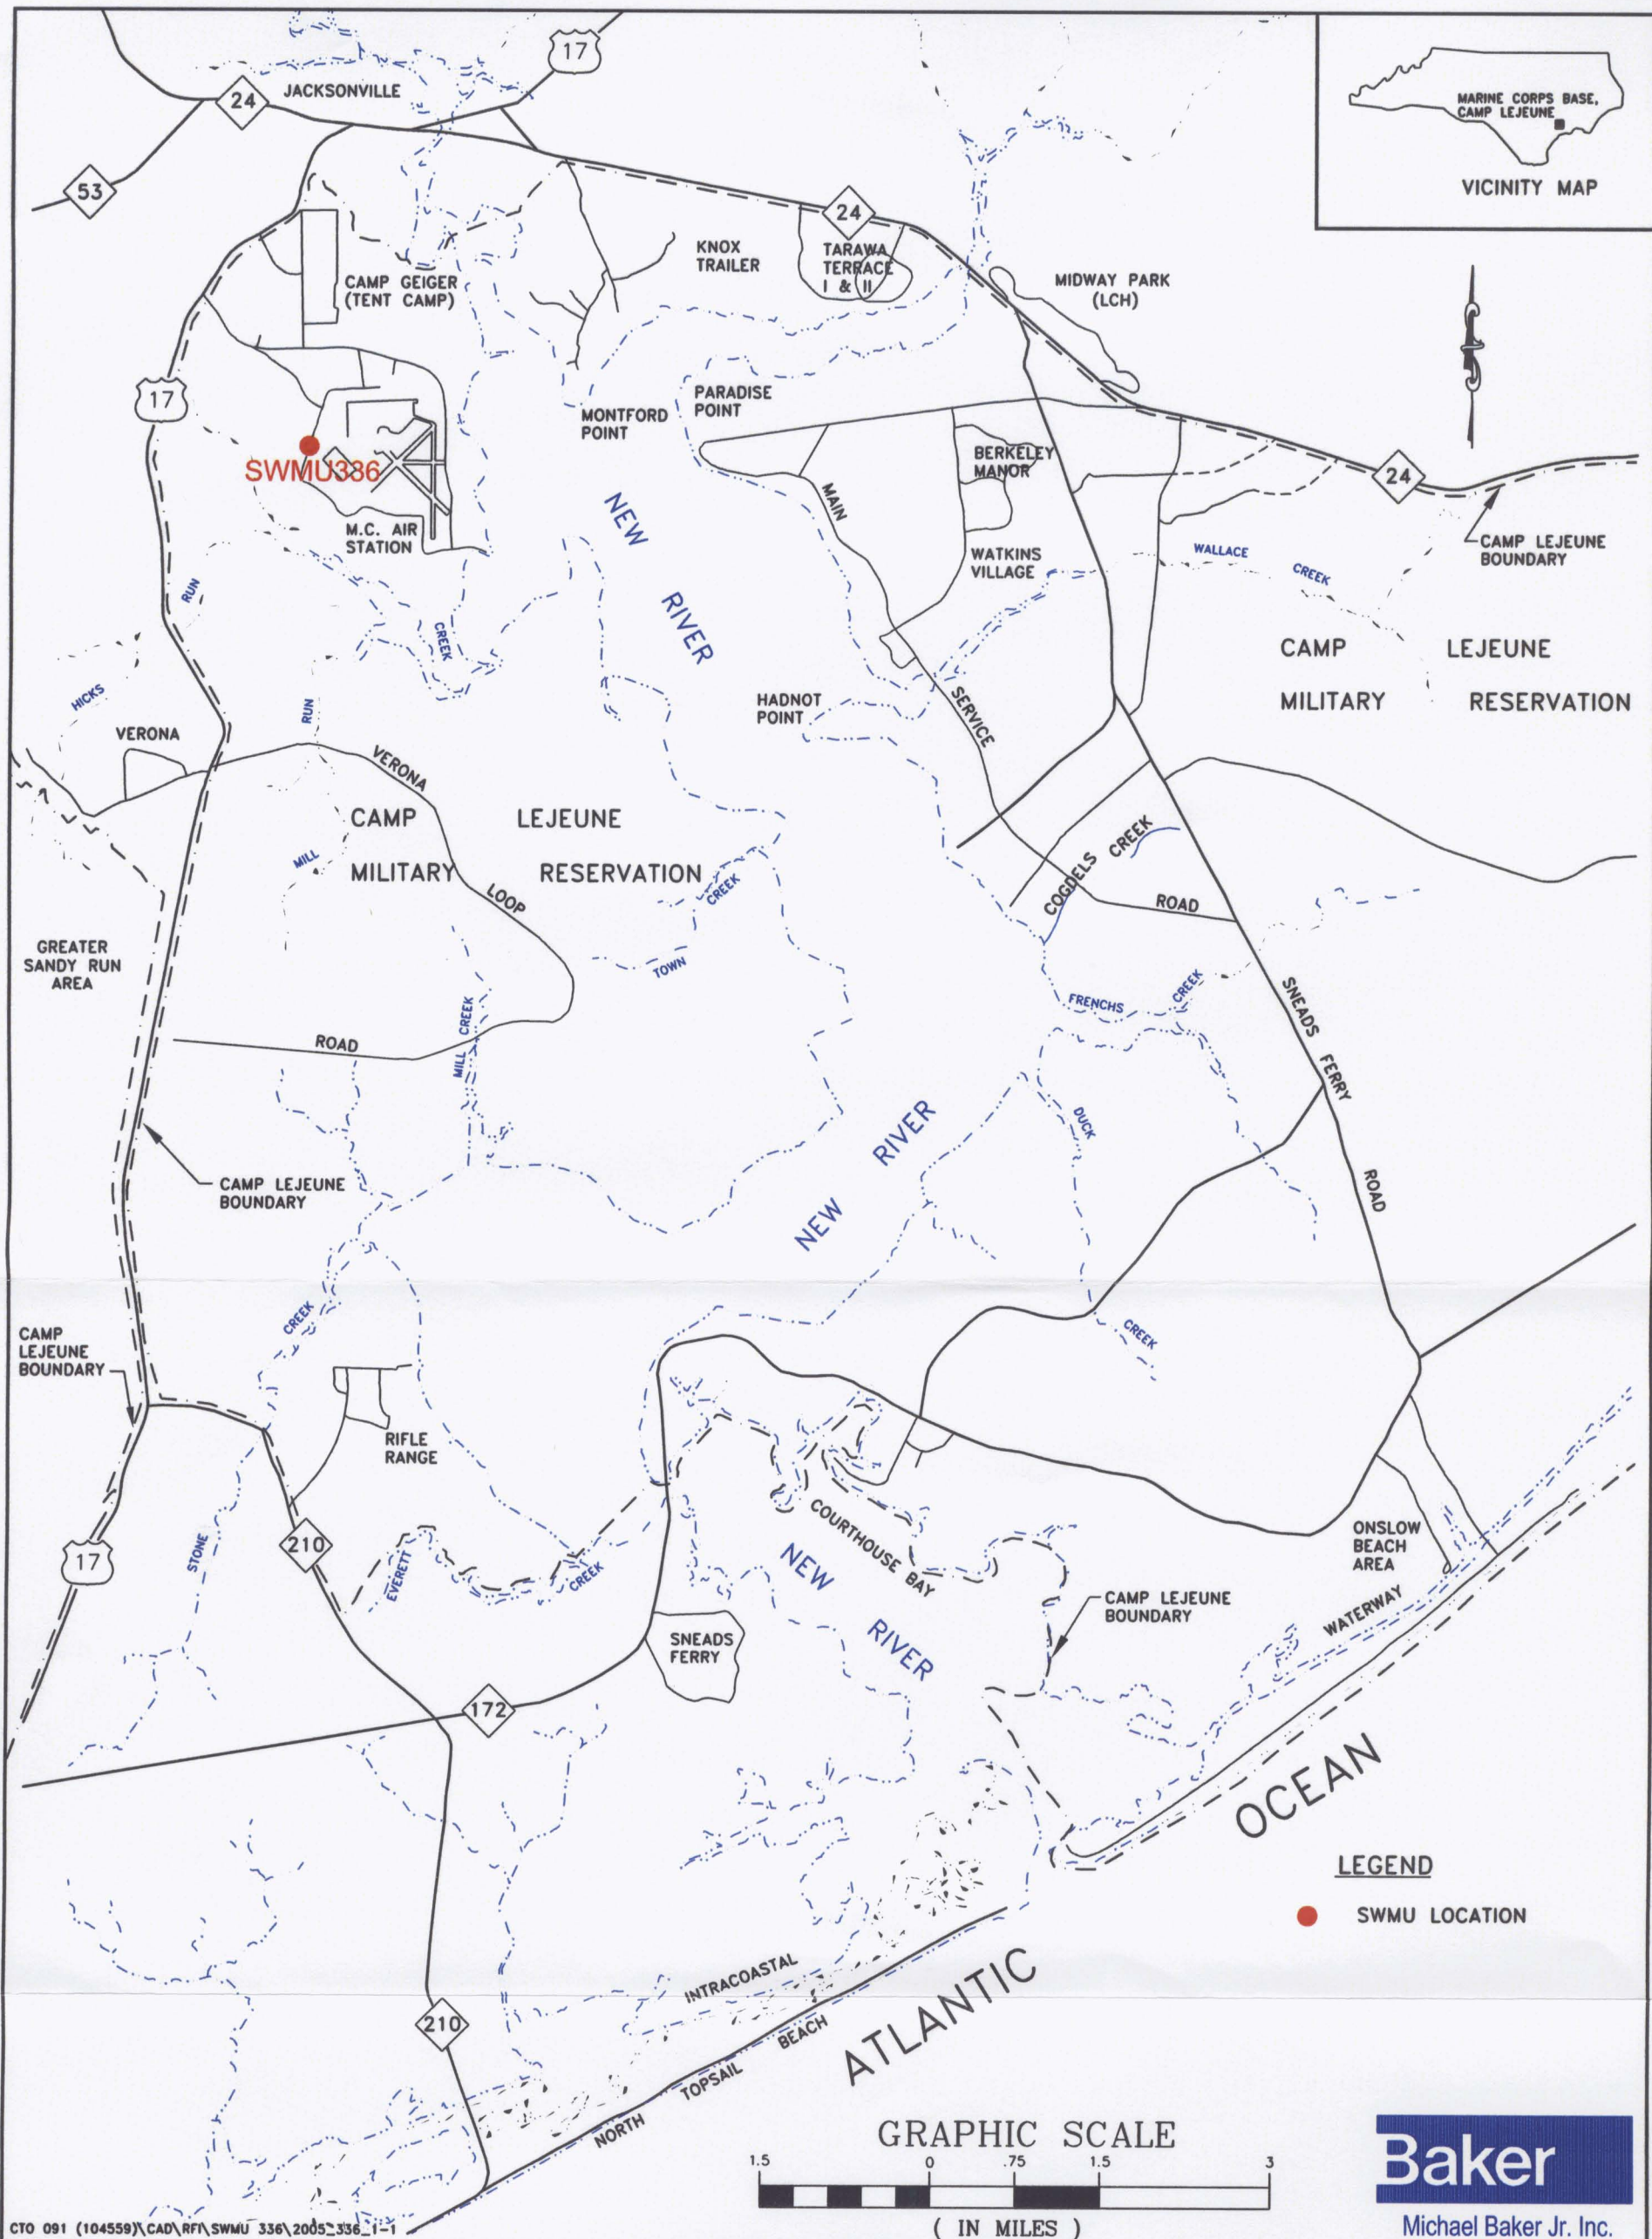 17
24
JACKSONVILLE
53
MARINE CORPS BASE,
CAMP LEJEUNE
VICINITY MAP
24
KNOX
TRAILER
TARAWA
TERRACE
I & II
CAMP GEIGER
(TENT CAMP)
MIDWAY PARK
(LCH)
17
MONTFORD
POINT
PARADISE
POINT
SWMU336
BERKELEY
MANOR
24
MAIN
M.C. AIR
STATION
NEW
RIVER
WATKINS
VILLAGE
WALLACE
CREEK
CAMP LEJEUNE
BOUNDARY
RUN
CREEK
CAMP LEJEUNE
MILITARY RESERVATION
HICKS
RUN
HADNOT
POINT
SERVICE
VERONA
VERONA
CAMP LEJEUNE
MILITARY RESERVATION
MILL
LOOP
CREEK
TOWN
COGDELS CREEK
ROAD
GREATER
SANDY RUN
AREA
MILL CREEK
ROAD
FRENCHS
CREEK
SNEADS FERRY
ROAD
DUCK
CREEK
NEW RIVER
CAMP LEJEUNE
BOUNDARY
CREEK
CAMP
LEJEUNE
BOUNDARY
RIFLE
RANGE
210
17
STONE
EVERETT
CREEK
COURTHOUSE BAY
NEW
RIVER
ONSLOW
BEACH
AREA
CAMP LEJEUNE
BOUNDARY
WATERWAY
SNEADS
FERRY
172
OCEAN
LEGEND
SWMU LOCATION
INTRACOASTAL
ATLANTIC
210
NORTH TOPSAIL BEACH
GRAPHIC SCALE
1.5 0 .75 1.5 3
( IN MILES )
Baker
Michael Baker Jr. Inc.
CTO 091 (104559)\CAD\RFI\SWMU 336\2005_336_1-1